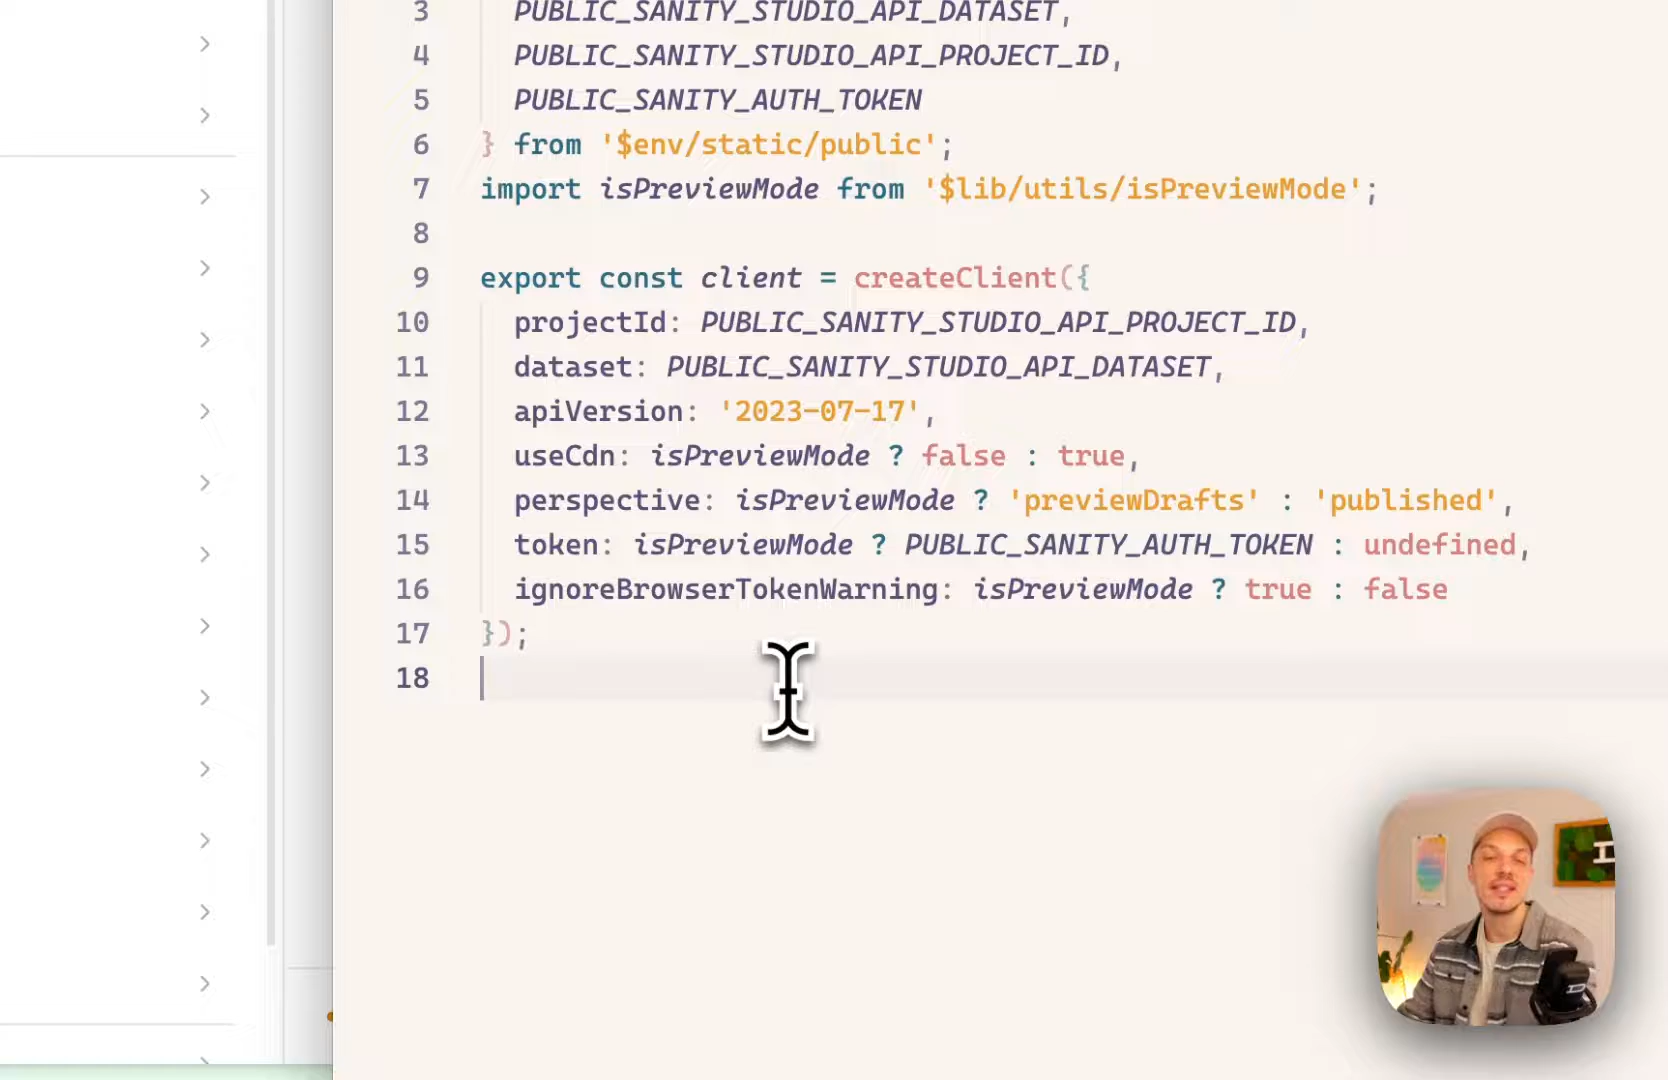 3 PUBLIC_SANITY_STUDIO_API_DATASET,
4 PUBLIC_SANITY_STUDIO_API_PROJECT_ID,
5 PUBLIC_SANITY_AUTH_TOKEN
6 } from '$env/static/public';
7 import isPreviewMode from '$lib/utils/isPreviewMode';
8
9 export const client = createClient({
10 projectId: PUBLIC_SANITY_STUDIO_API_PROJECT_ID,
11 dataset: PUBLIC_SANITY_STUDIO_API_DATASET,
12 apiVersion: '2023-07-17',
13 useCdn: isPreviewMode ? false : true,
14 perspective: isPreviewMode ? 'previewDrafts' : 'published',
15 token: isPreviewMode ? PUBLIC_SANITY_AUTH_TOKEN : undefined,
16 ignoreBrowserTokenWarning: isPreviewMode ? true : false
17 });
18